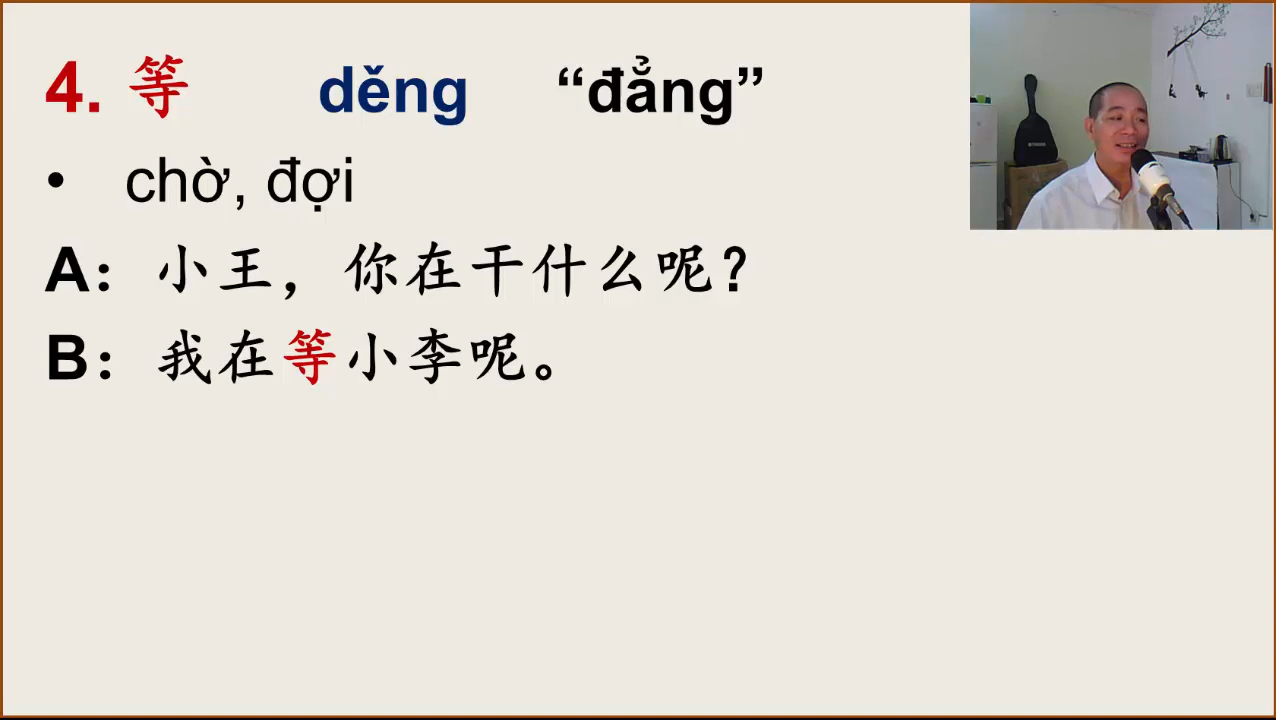 4. 等 děng “đẳng”
• chờ, đợi
A：小王，你在干什么呢？
B：我在等小李呢。